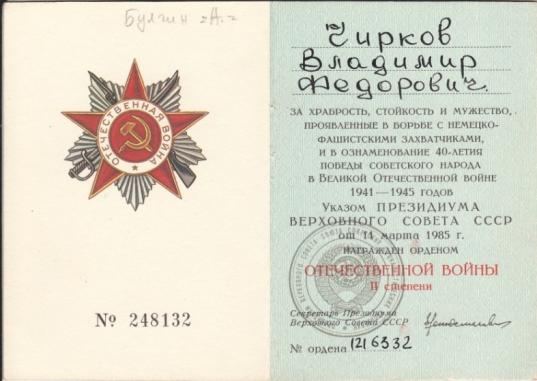 Булгин «А.»
ОТЕЧЕСТВЕННАЯ ВОЙНА
№ 248132
Чирков
Владимир
Федорович.
ЗА ХРАБРОСТЬ, СТОЙКОСТЬ И МУЖЕСТВО,
ПРОЯВЛЕННЫЕ В БОРЬБЕ С НЕМЕЦКО-
ФАШИСТСКИМИ ЗАХВАТЧИКАМИ,
И В ОЗНАМЕНОВАНИЕ 40-ЛЕТИЯ
ПОБЕДЫ СОВЕТСКОГО НАРОДА
В ВЕЛИКОЙ ОТЕЧЕСТВЕННОЙ ВОЙНЕ
1941—1945 ГОДОВ
УКАЗОМ ПРЕЗИДИУМА
ВЕРХОВНОГО СОВЕТА СССР
от 11 марта 1985 г.
НАГРАЖДЕН ОРДЕНОМ
ОТЕЧЕСТВЕННОЙ ВОЙНЫ
II степени
Секретарь Президиума
Верховного Совета СССР
№ ордена 1216332